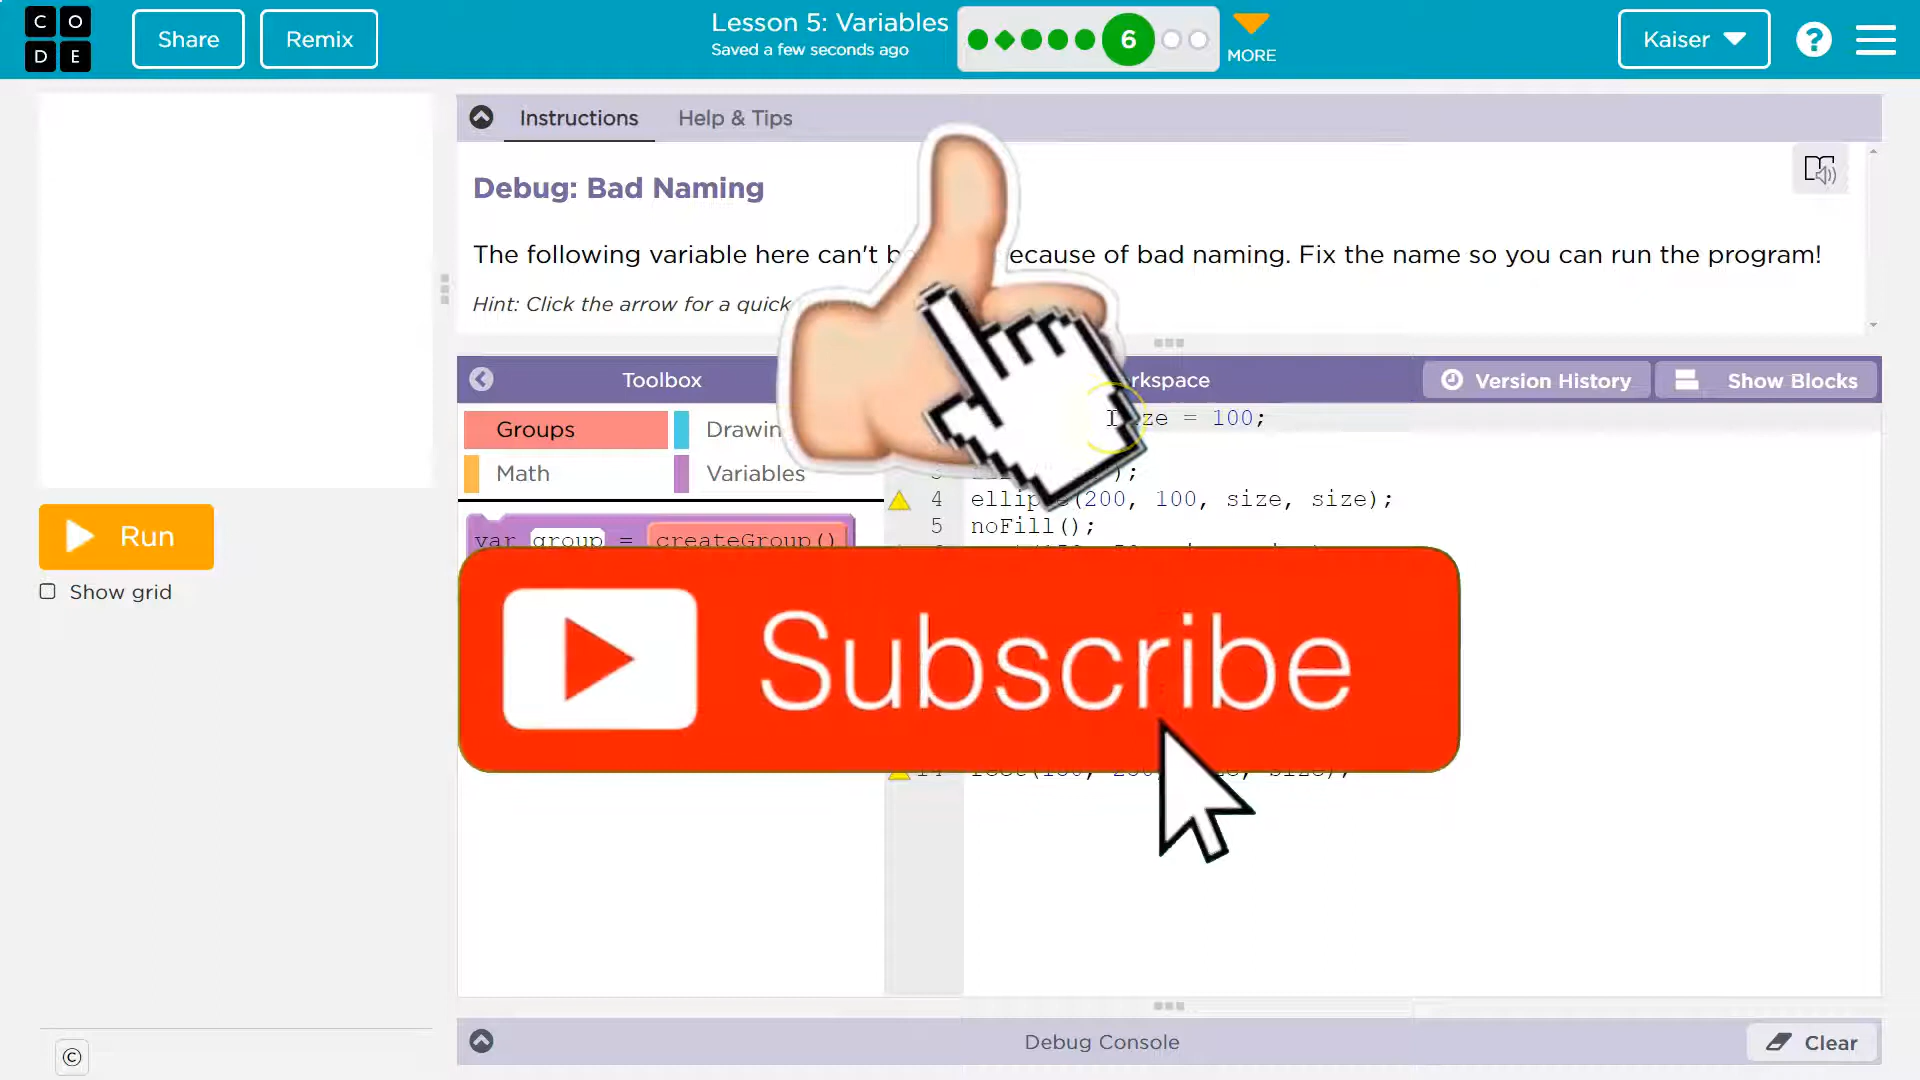 CO
DE
Share
Remix
Lesson 5: Variables
Saved a few seconds ago
6
MORE
Kaiser
?
Instructions
Help & Tips
Debug: Bad Naming
The following variable here can't ecause of bad naming. Fix the name so you can run the program!
Hint: Click the arrow for a quick
Toolbox
rkspace
Version History
Show Blocks
Groups
Math
Variables
ze = 100;
4 ellip (200, 100, size, size);
5 noFill();
var group = createGroup()
Run
Show grid
Subscribe
Debug Console
Clear
©